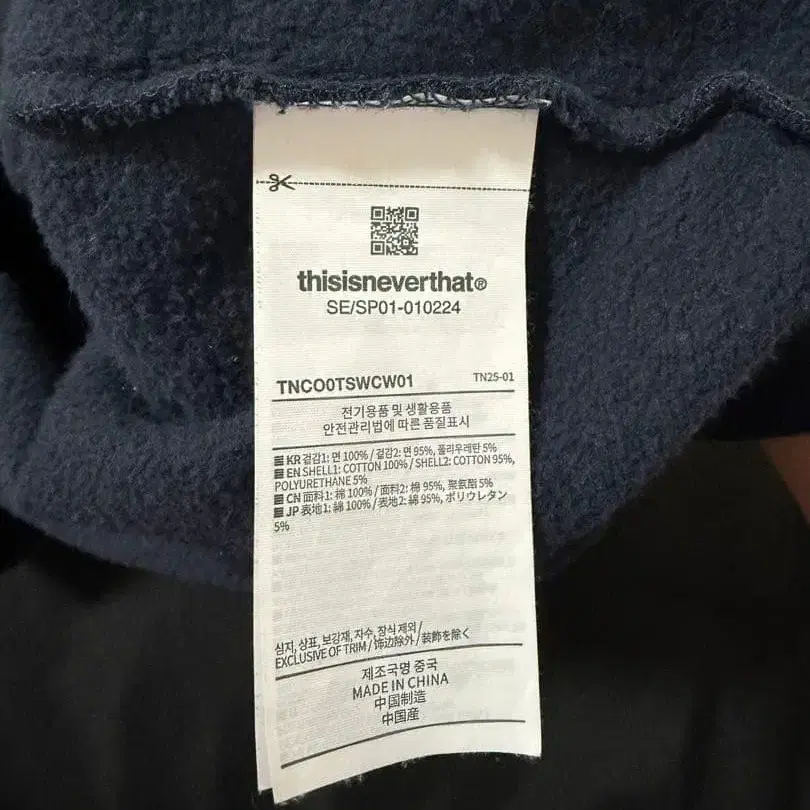 thisisneverthat®
SE/SP01-010224
TNCO0TSWCW01 TN25-01
전기용품 및 생활용품
안전관리법에 따른 품질표시
KR 겉감1: 면 100% / 겉감2: 면 95%, 폴리우레탄 5%
EN SHELL1: COTTON 100% / SHELL2: COTTON 95%,
POLYURETHANE 5%
CN 面料1: 棉 100% / 面料2: 棉 95%, 聚氨酯 5%
JP 表地1: 綿 100% / 表地2: 綿 95%, ポリウレタン
5%
심지, 상표, 보강재, 자수, 장식 제외 /
EXCLUSIVE OF TRIM / 饰边除外 / 装飾を除く
제조국명 중국
MADE IN CHINA
中国制造
中国産